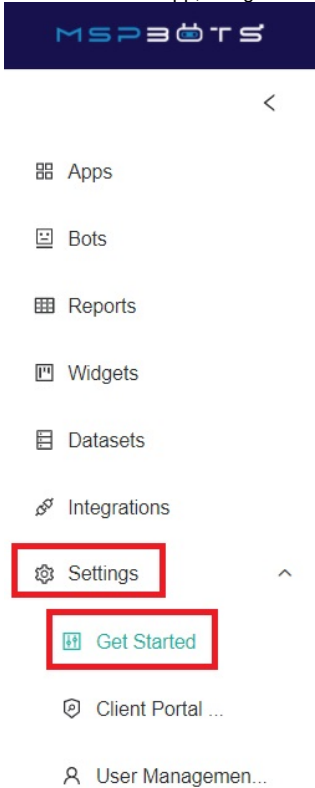 MSPBOTS
Apps
Bots
Reports
Widgets
Datasets
Integrations
Settings
Get Started
Client Portal ...
User Managemen...